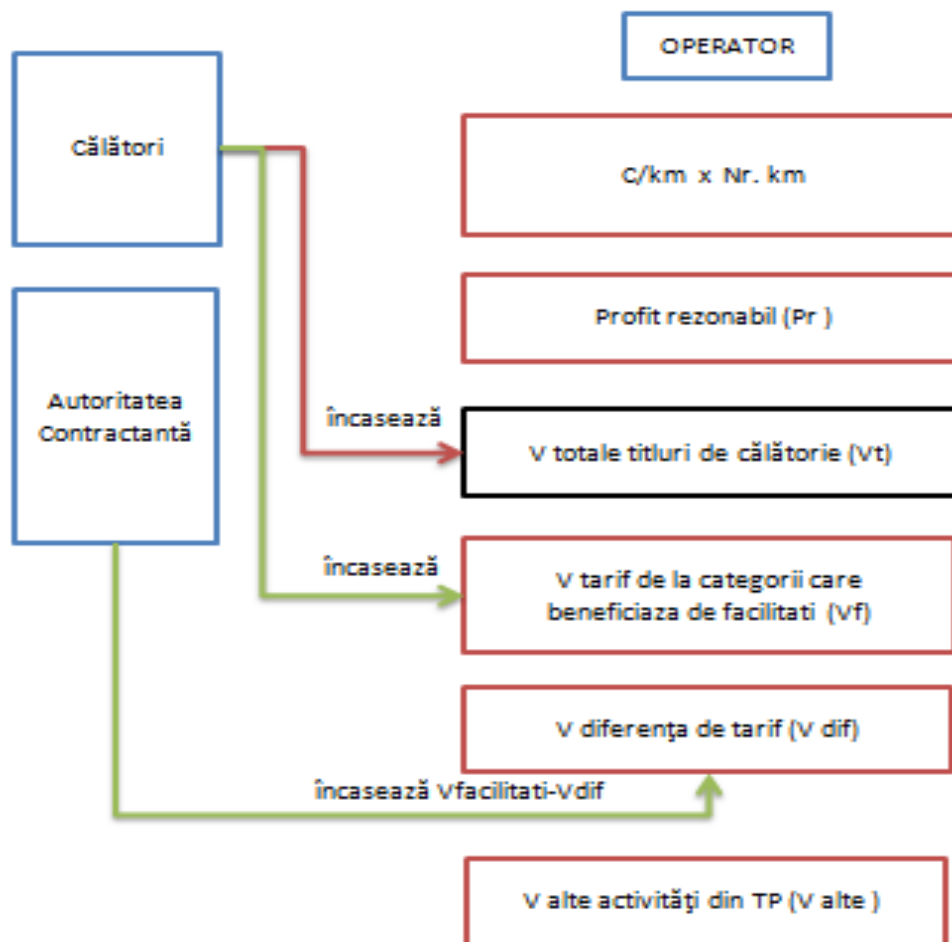 OPERATOR
Călători
C/km x Nr. km
Profit rezonabil (Pr )
Autoritatea
Contractantă
încasează
V totale titluri de călătorie (Vt)
încasează
V tarif de la categorii care
beneficiaza de facilitati (Vf)
V diferenţa de tarif (V dif)
încasează Vfacilitati-Vdif
V alte activităţi din TP (V alte )